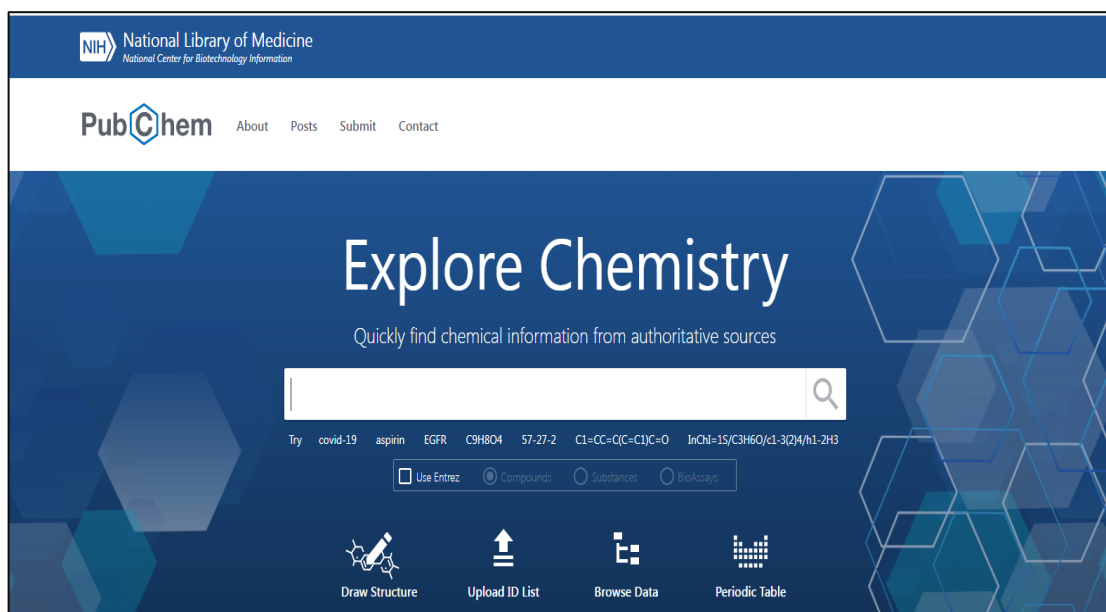 NIH National Library of Medicine
National Center for Biotechnology Information
PubChem About Posts Submit Contact
Explore Chemistry
Quickly find chemical information from authoritative sources
Try covid-19 aspirin EGFR C9H8O4 57-27-2 C1=CC=C(C=C1)C=O InChI=1S/C3H6O/c1-3(2)4/h1-2H3
Use Entrez Compounds Substances BioAssays
Draw Structure Upload ID List Browse Data Periodic Table